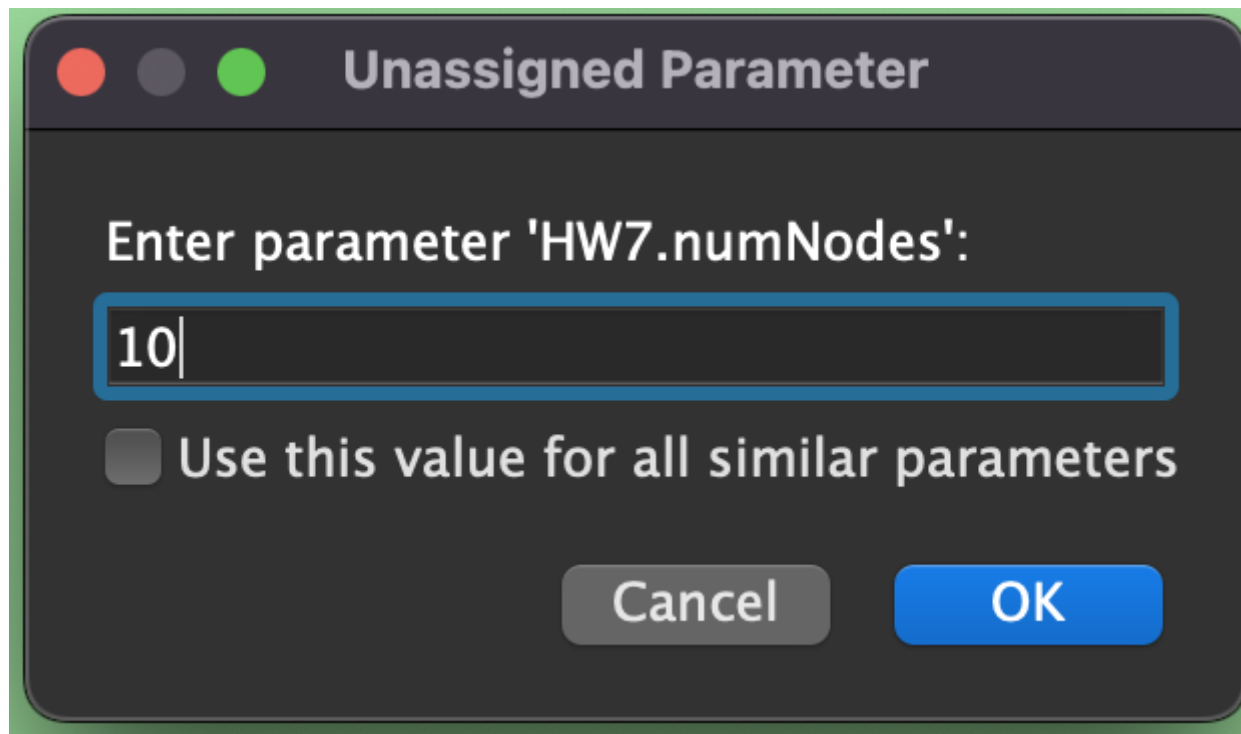 Unassigned Parameter
Enter parameter 'HW7.numNodes':
10
Use this value for all similar parameters
Cancel OK